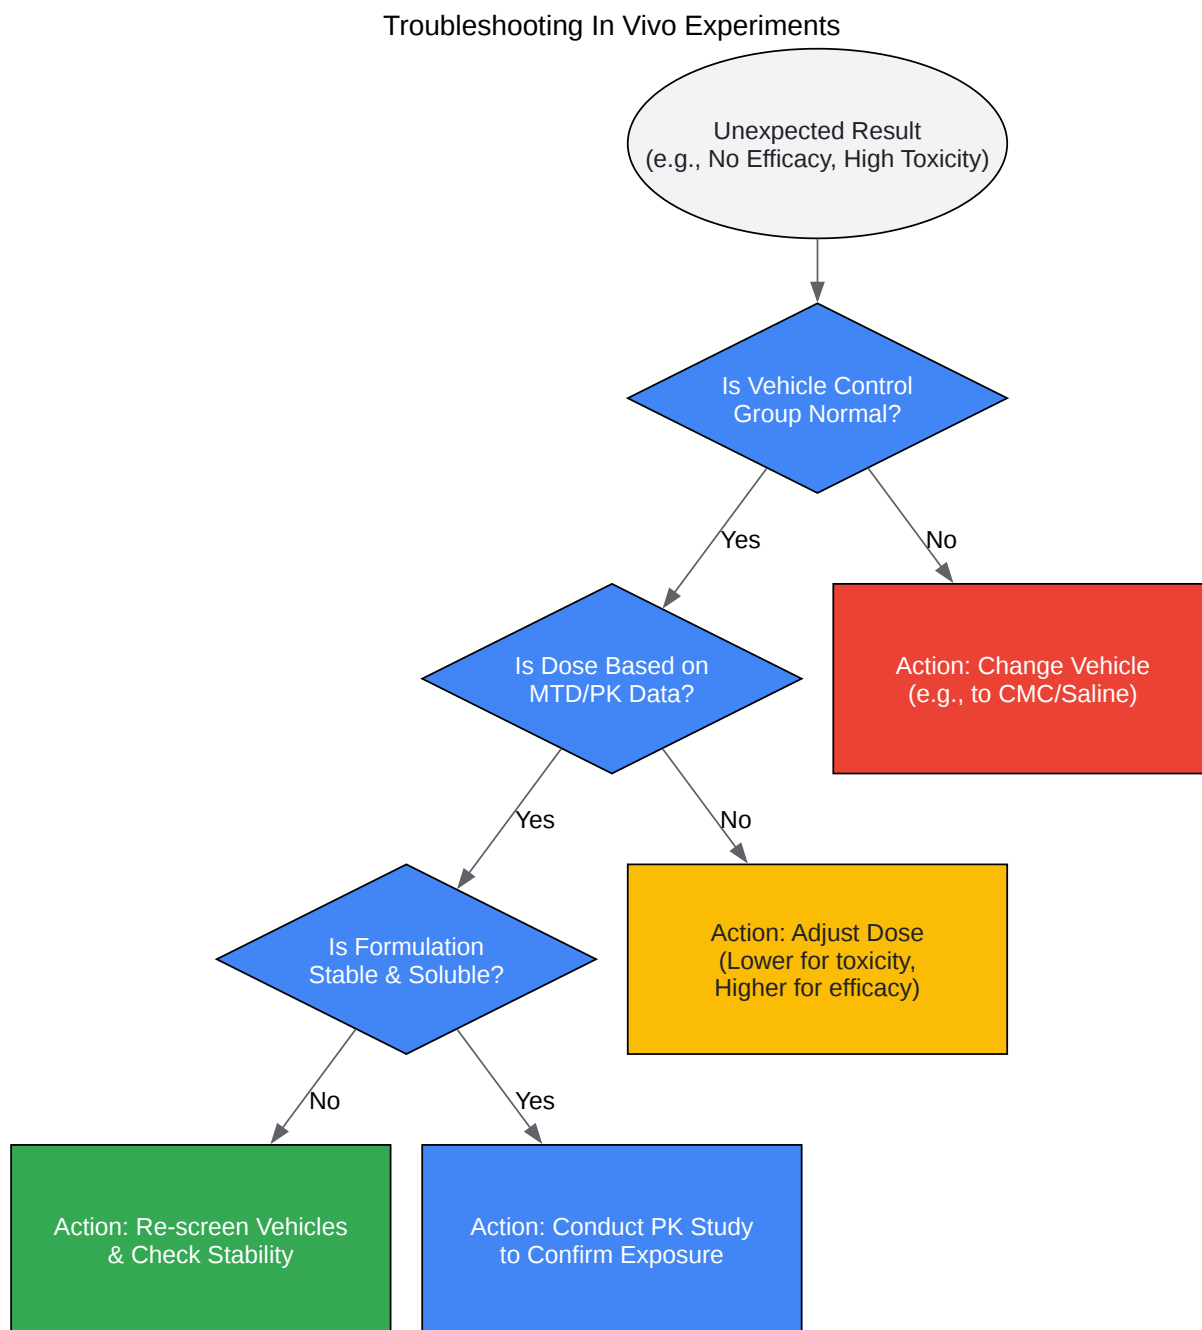 Troubleshooting In Vivo Experiments
Unexpected Result
(e.g., No Efficacy, High Toxicity)
Is Vehicle Control
Group Normal?
Yes
No
Is Dose Based on
MTD/PK Data?
Action: Change Vehicle
(e.g., to CMC/Saline)
Yes
No
Is Formulation
Stable & Soluble?
Action: Adjust Dose
(Lower for toxicity,
Higher for efficacy)
No
Yes
Action: Re-screen Vehicles
& Check Stability
Action: Conduct PK Study
to Confirm Exposure